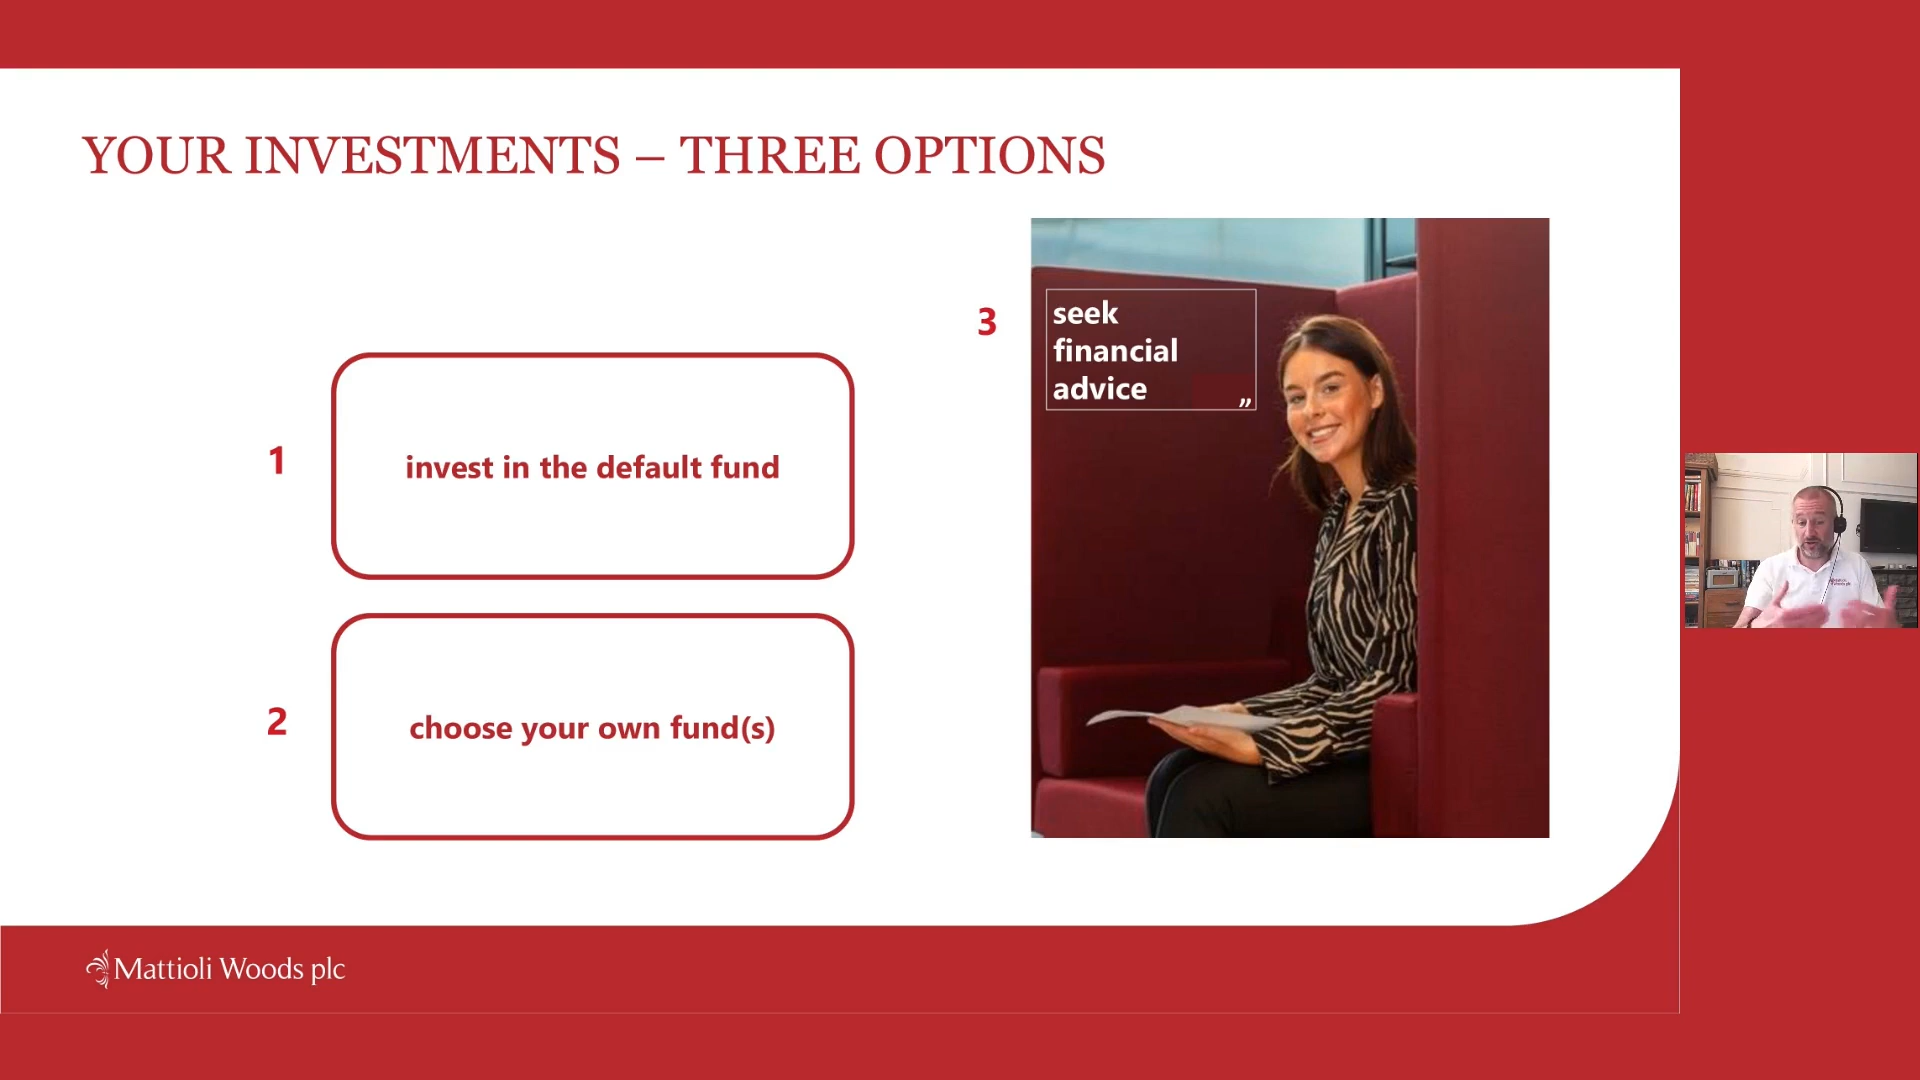 YOUR INVESTMENTS – THREE OPTIONS
1
invest in the default fund
2
choose your own fund(s)
3
seek
financial
advice
„
Mattioli Woods plc